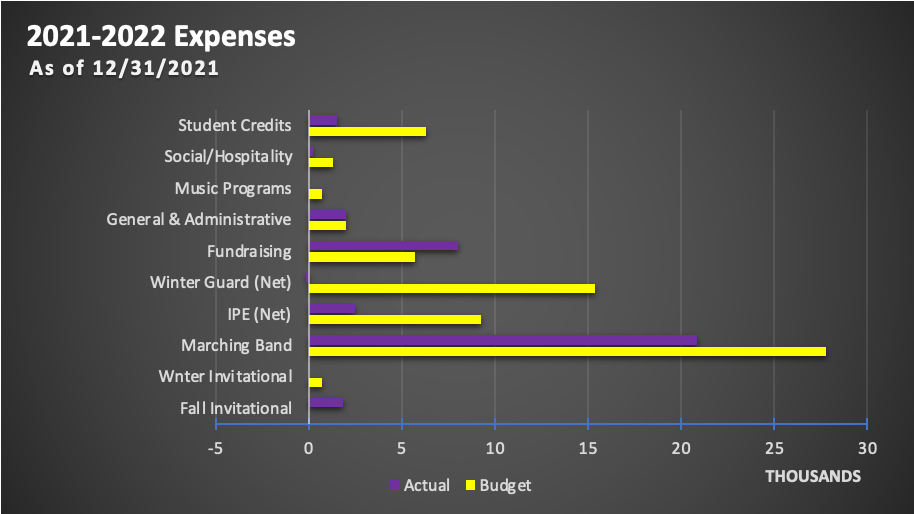 2021-2022 Expenses
As of 12/31/2021
Student Credits
Social/Hospitality
Music Programs
General & Administrative
Fundraising
Winter Guard (Net)
IPE (Net)
Marching Band
Wnter Invitational
Fall Invitational
-5 0 5 10 15 20 25 30
THOUSANDS
Actual Budget